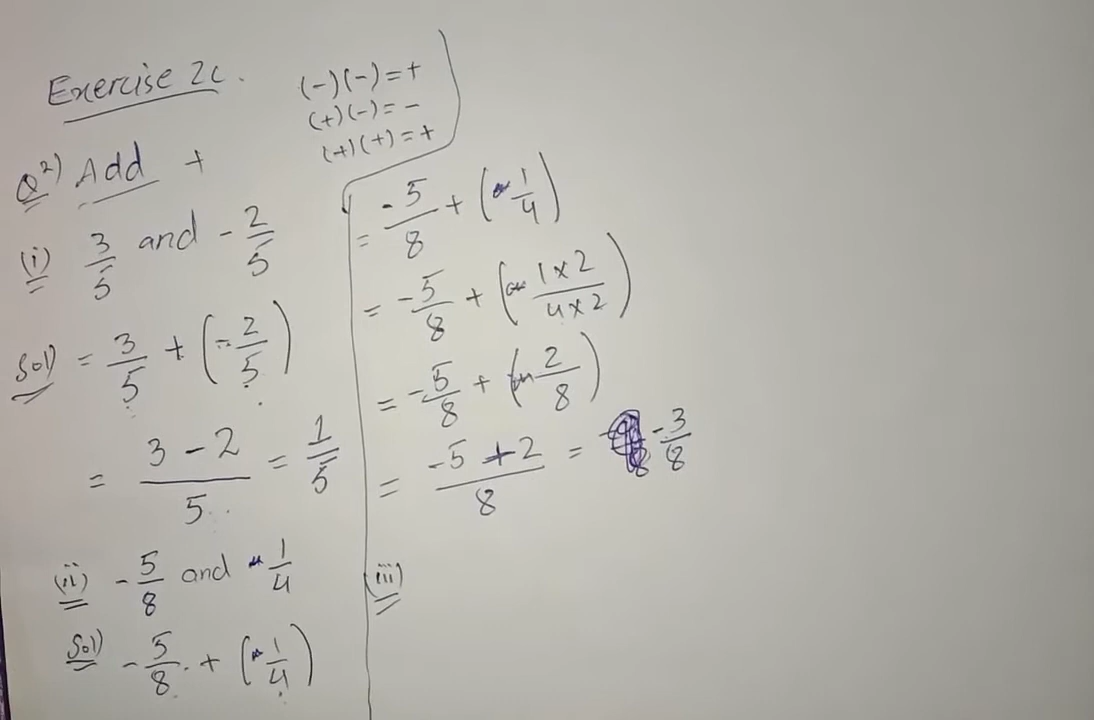 Exercise 2c.
(-)(-) = +
(+)(-) = -
(+)(+) = +
Q2) Add +
(i) 3/5 and -2/5
Sol) = 3/5 + (-2/5)
= 3 - 2 / 5 = 1/5
(ii) -5/8 and 1/4
Sol) -5/8 + (1/4)
= -5/8 + (1/4)
= -5/8 + (1×2 / 4×2)
= -5/8 + (2/8)
= -5 + 2 / 8 = -3/8
(iii)